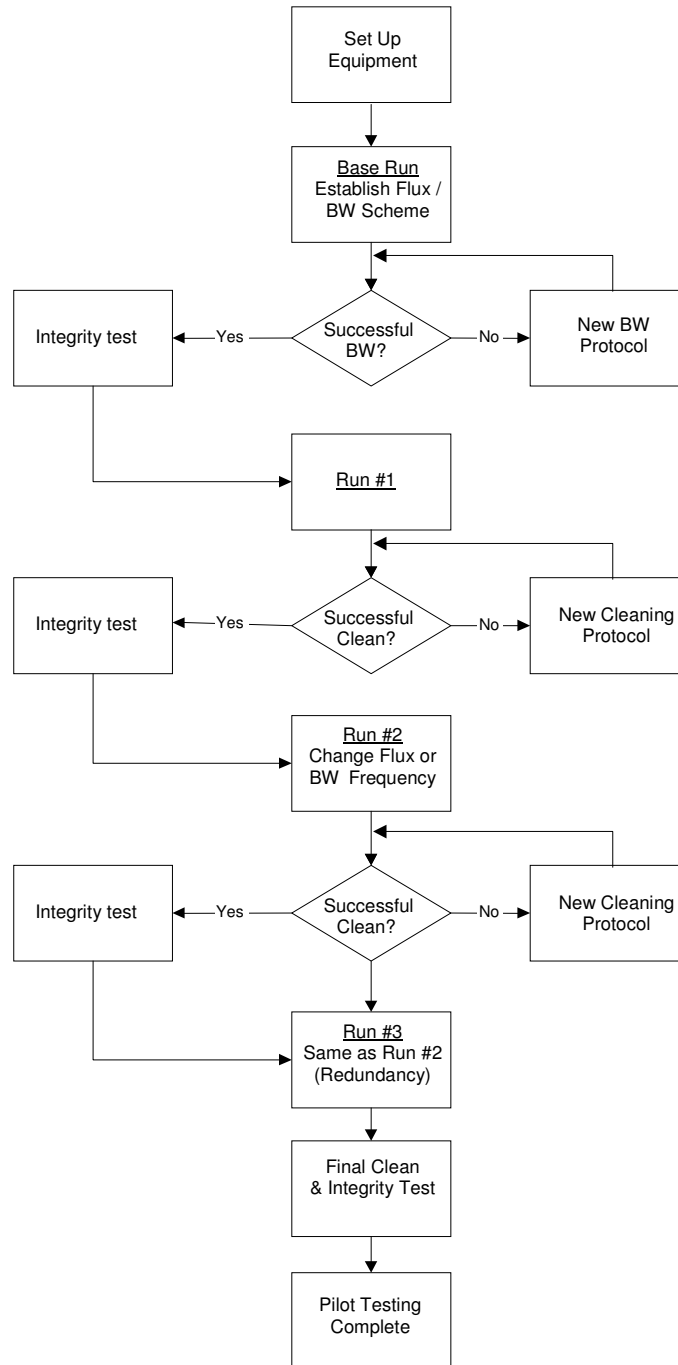 Set Up
Equipment
Base Run
Establish Flux /
BW Scheme
Integrity test
Yes
Successful
BW?
No
New BW
Protocol
Run #1
Integrity test
Yes
Successful
Clean?
No
New Cleaning
Protocol
Run #2
Change Flux or
BW Frequency
Integrity test
Yes
Successful
Clean?
No
New Cleaning
Protocol
Run #3
Same as Run #2
(Redundancy)
Final Clean
& Integrity Test
Pilot Testing
Complete